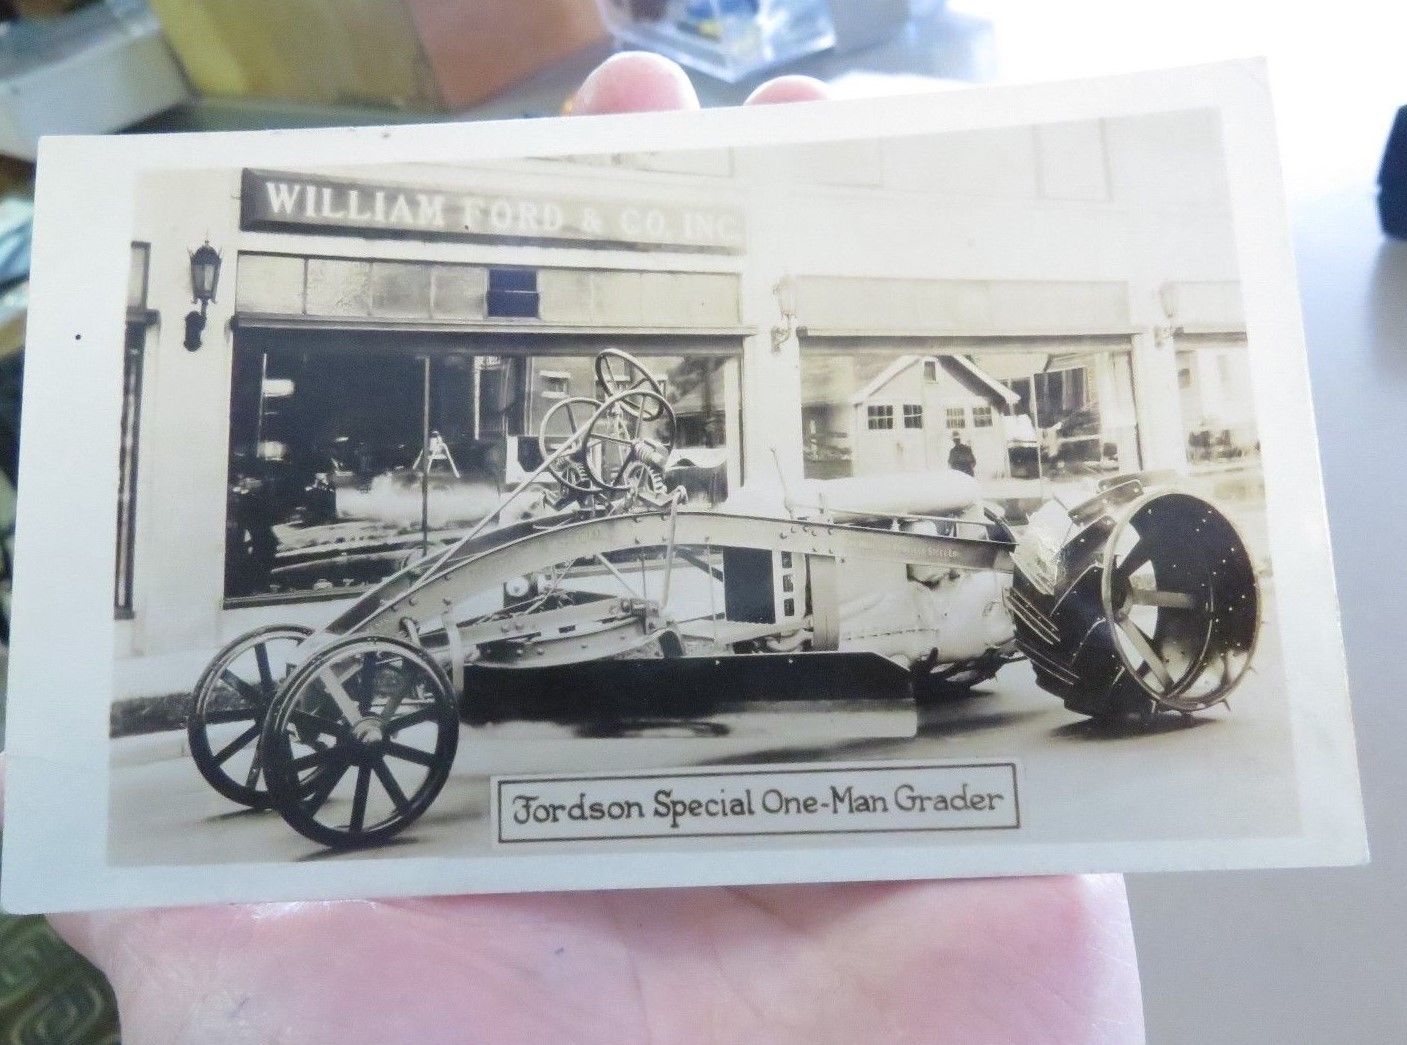 WILLIAM FORD & CO. INC.
Fordson Special One-Man Grader